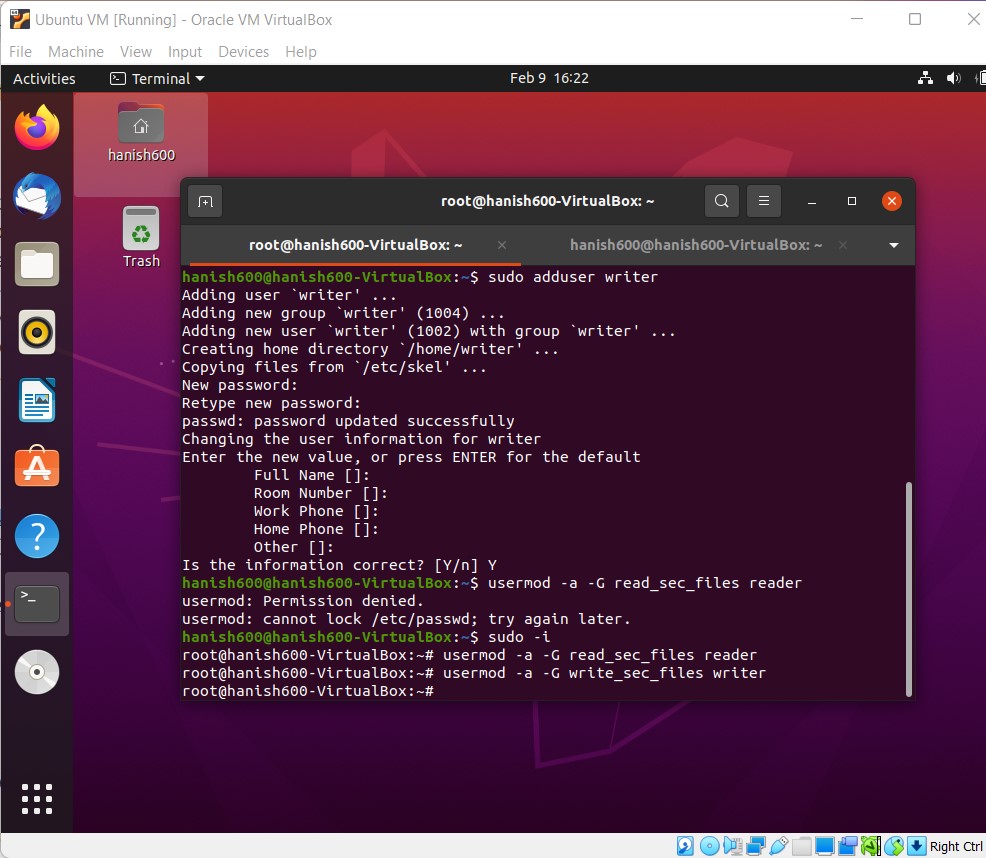 Ubuntu VM [Running] - Oracle VM VirtualBox
File Machine View Input Devices Help
Activities Terminal Feb 9 16:22
hanish600
Trash
root@hanish600-VirtualBox: ~
root@hanish600-VirtualBox: ~ hanish600@hanish600-VirtualBox: ~
hanish600@hanish600-VirtualBox:~$ sudo adduser writer
Adding user `writer' ...
Adding new group `writer' (1004) ...
Adding new user `writer' (1002) with group `writer' ...
Creating home directory `/home/writer' ...
Copying files from `/etc/skel' ...
New password:
Retype new password:
passwd: password updated successfully
Changing the user information for writer
Enter the new value, or press ENTER for the default
Full Name []:
Room Number []:
Work Phone []:
Home Phone []:
Other []:
Is the information correct? [Y/n] Y
hanish600@hanish600-VirtualBox:~$ usermod -a -G read_sec_files reader
usermod: Permission denied.
usermod: cannot lock /etc/passwd; try again later.
hanish600@hanish600-VirtualBox:~$ sudo -i
root@hanish600-VirtualBox:~# usermod -a -G read_sec_files reader
root@hanish600-VirtualBox:~# usermod -a -G write_sec_files writer
root@hanish600-VirtualBox:~#
Right Ctrl